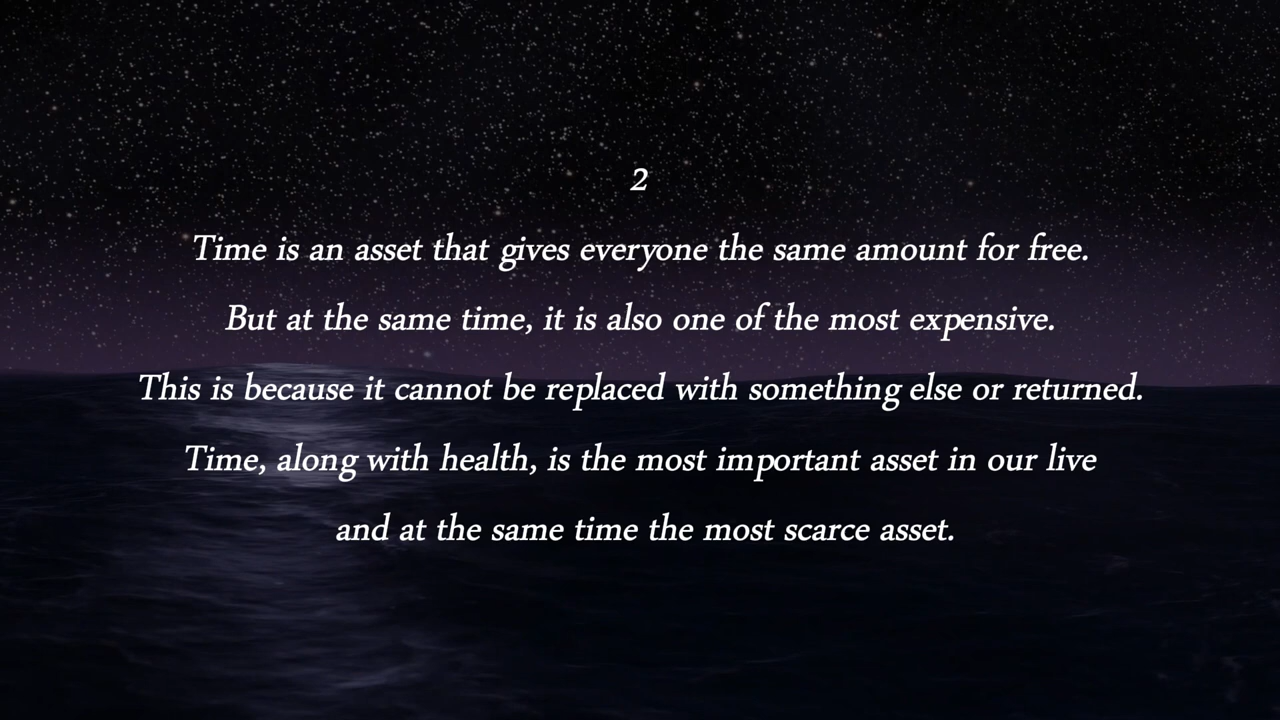 2
Time is an asset that gives everyone the same amount for free.
But at the same time, it is also one of the most expensive.
This is because it cannot be replaced with something else or returned.
Time, along with health, is the most important asset in our live
and at the same time the most scarce asset.